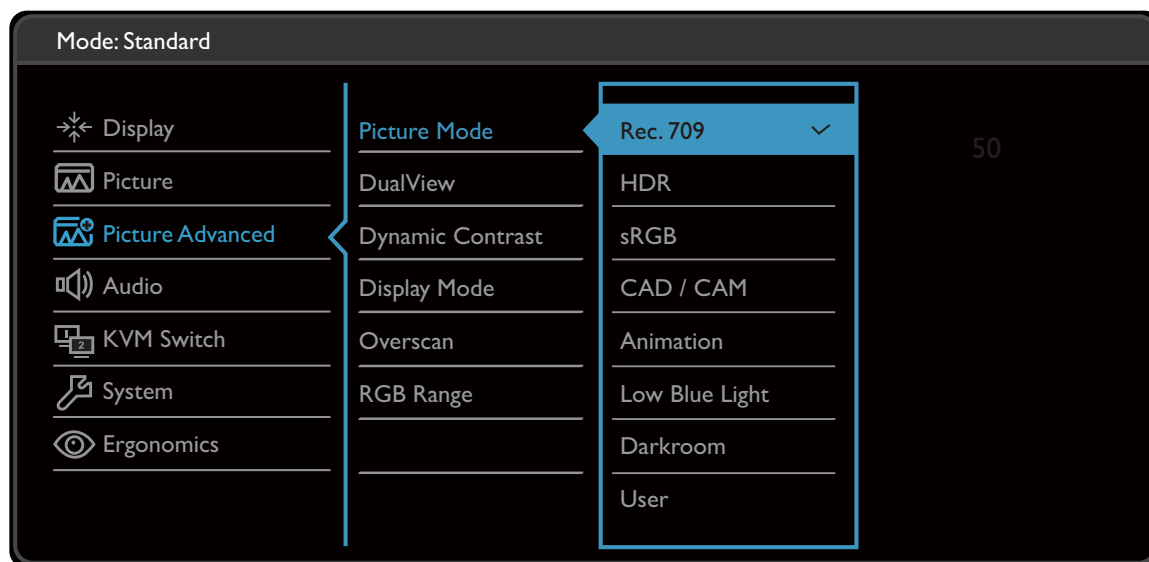 Mode: Standard
Display
Picture
Picture Advanced
Audio
2
KVM Switch
System
Ergonomics
Picture Mode
DualView
Dynamic Contrast
Display Mode
Overscan
RGB Range
Rec. 709
HDR
sRGB
CAD / CAM
Animation
Low Blue Light
Darkroom
User
50